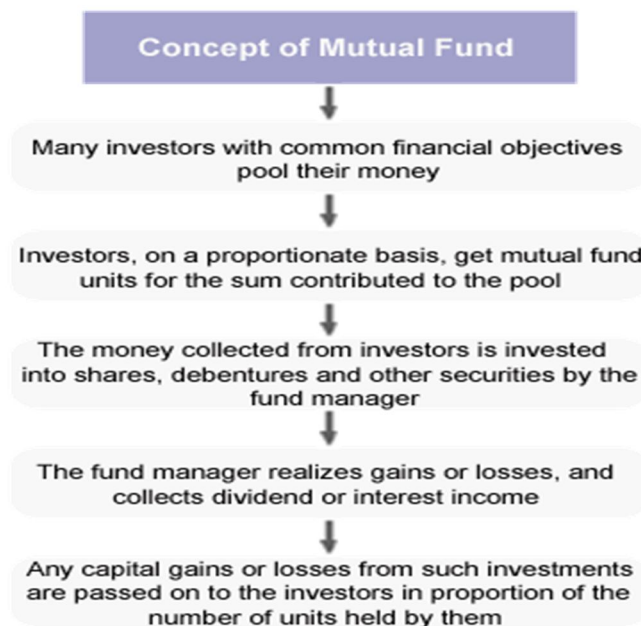 Concept of Mutual Fund
Many investors with common financial objectives
pool their money
Investors, on a proportionate basis, get mutual fund
units for the sum contributed to the pool
The money collected from investors is invested
into shares, debentures and other securities by the
fund manager
The fund manager realizes gains or losses, and
collects dividend or interest income
Any capital gains or losses from such investments
are passed on to the investors in proportion of the
number of units held by them